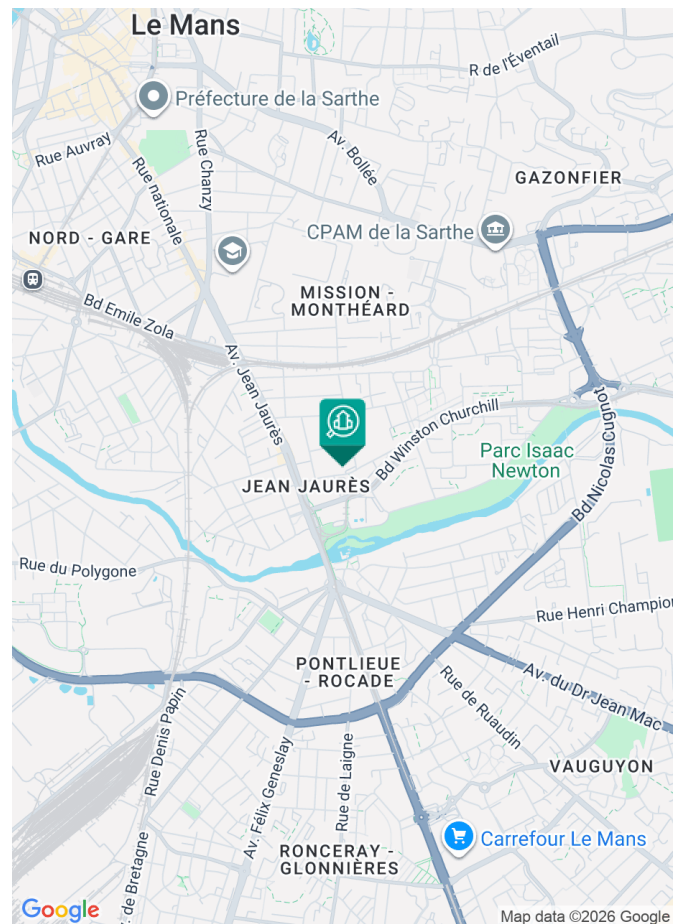 Le Mans
R de l'Éventail
Préfecture de la Sarthe
Av. Bollée
Rue Auvray
Rue Chanzy
Rue nationale
GAZONFIER
CPAM de la Sarthe
NORD - GARE
MISSION -
MONTHÉARD
Bd Emile Zola
Av. Jean Jaurès
Bd Nicolas Cugnot
Bd Winston Churchill
Parc Isaac
Newton
JEAN JAURÈS
Rue du Polygone
Rue Henri Champion
PONTLIEUE
- ROCADE
Av. du Dr Jean Mac
Rue de Ruaudin
Rue Denis Papin
Av. Félix Geneslay
Rue de Laigne
VAUGUYON
Carrefour Le Mans
RONCERAY -
GLONNIÈRES
de Bretagne
Google
Map data ©2026 Google